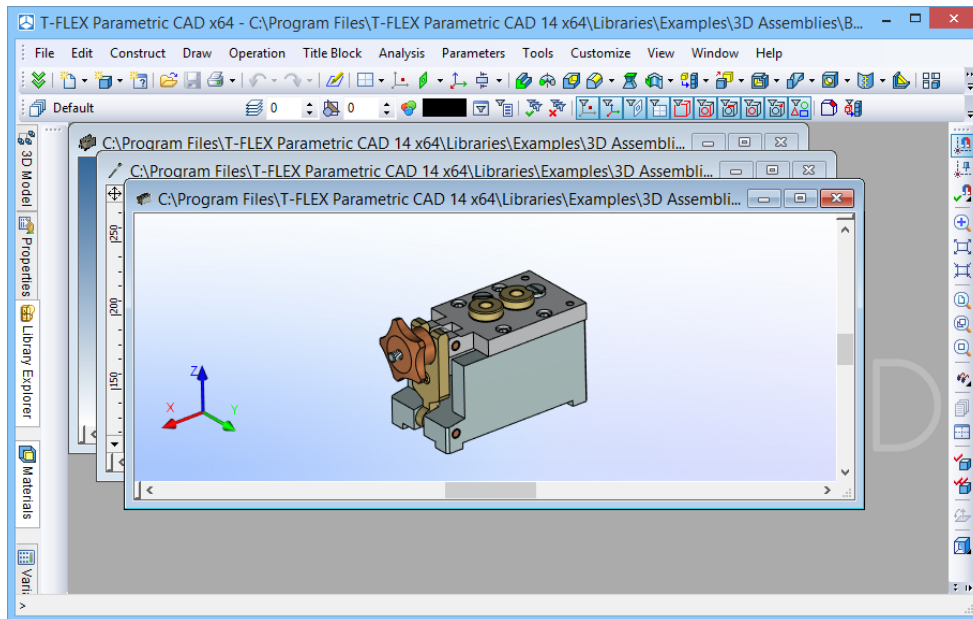 T-FLEX Parametric CAD x64 - C:\Program Files\T-FLEX Parametric CAD 14 x64\Libraries\Examples\3D Assemblies\B...
File Edit Construct Draw Operation Title Block Analysis Parameters Tools Customize View Window Help
Default 0 0
C:\Program Files\T-FLEX Parametric CAD 14 x64\Libraries\Examples\3D Assembli...
C:\Program Files\T-FLEX Parametric CAD 14 x64\Libraries\Examples\3D Assembli...
C:\Program Files\T-FLEX Parametric CAD 14 x64\Libraries\Examples\3D Assembli...
3D Model
Properties
Library Explorer
Materials
Vari
250
200
150
Z
X
Y
D
>